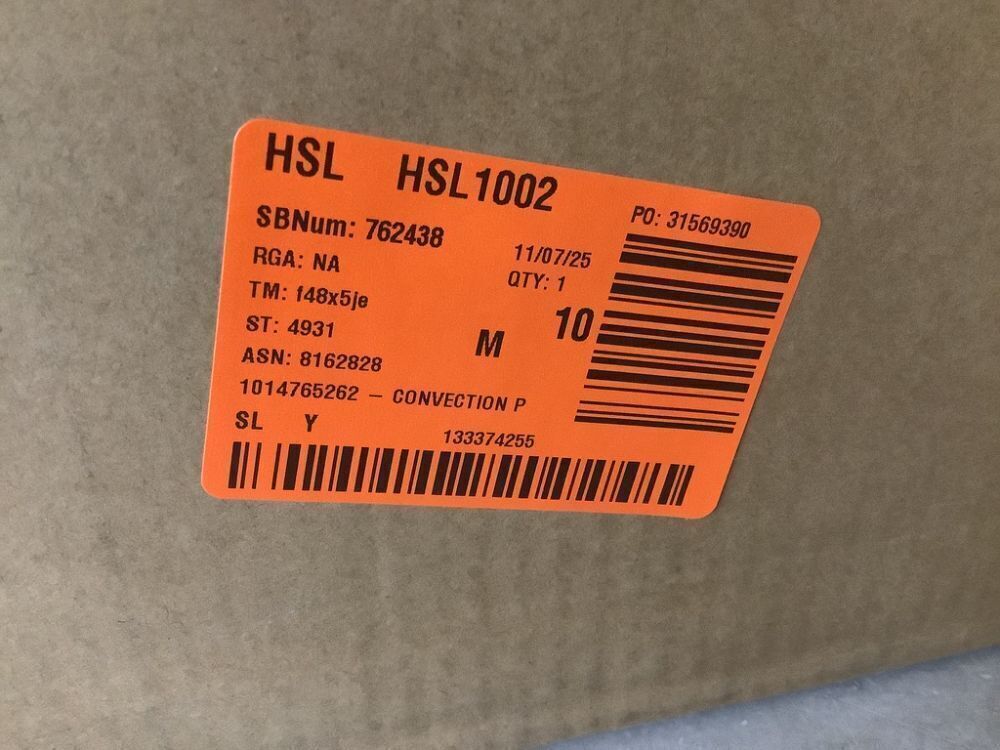 HSL HSL1002
SBNum: 762438
PO: 31569390
RGA: NA
11/07/25
TM: f48x5je
QTY: 1
ST: 4931
M 10
ASN: 8162828
1014765262 – CONVECTION P
SL Y
133374255